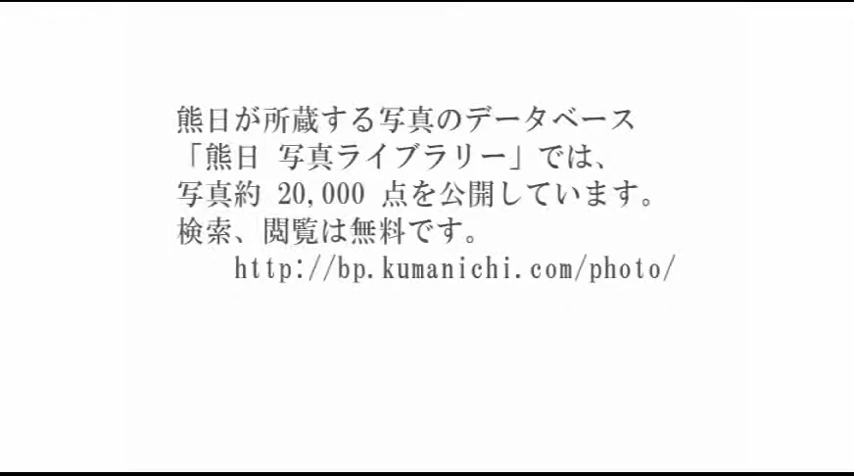 熊日が所蔵する写真のデータベース
「熊日 写真ライブラリー」では、
写真約 20,000 点を公開しています。
検索、閲覧は無料です。
http://bp.kumanichi.com/photo/